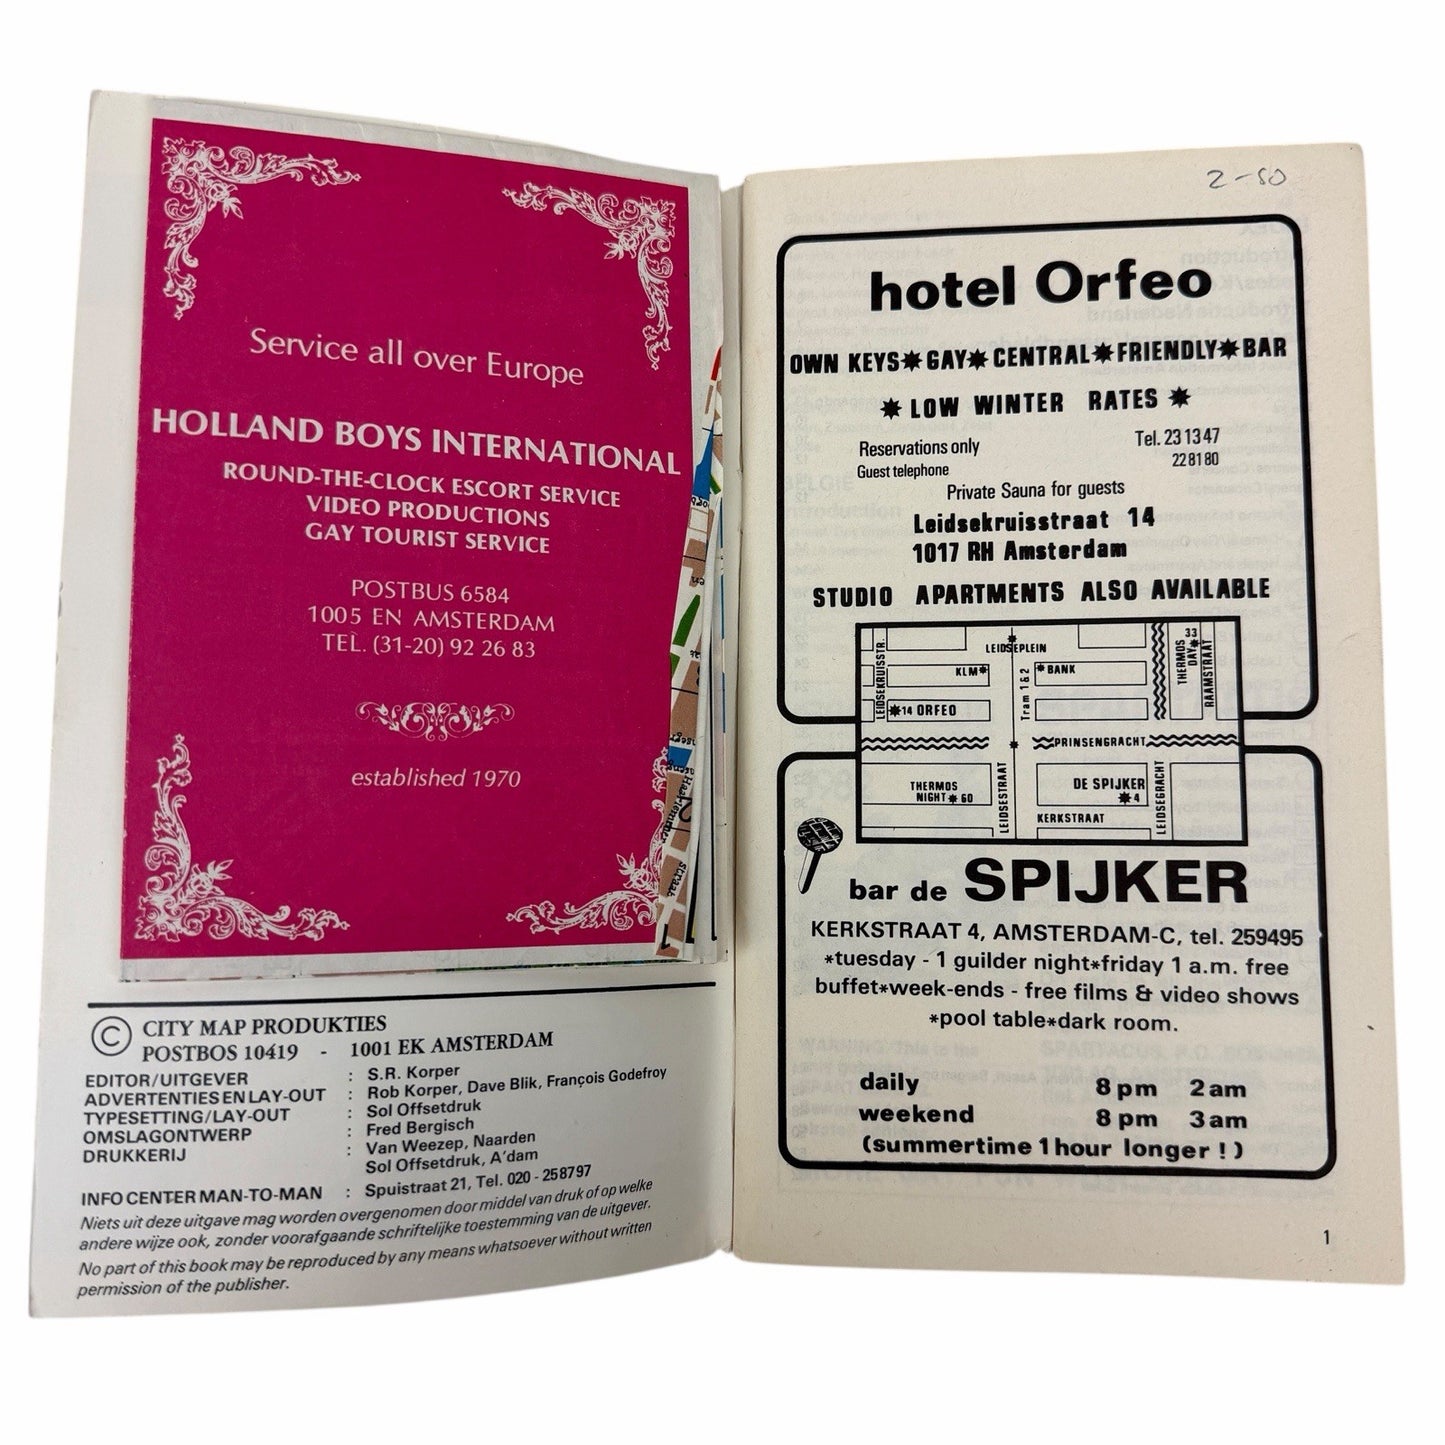 Service all over Europe
HOLLAND BOYS INTERNATIONAL
ROUND-THE-CLOCK ESCORT SERVICE
VIDEO PRODUCTIONS
GAY TOURIST SERVICE
POSTBUS 6584
1005 EN AMSTERDAM
TEL. (31-20) 92 26 83
established 1970
© CITY MAP PRODUKTIES
POSTBOS 10419 - 1001 EK AMSTERDAM
EDITOR/UITGEVER : S.R. Korper
ADVERTENTIES EN LAY-OUT : Rob Korper, Dave Blik, François Godefroy
TYPESETTING/LAY-OUT : Sol Offsetdruk
OMSLAGONTWERP : Fred Bergisch
DRUKKERIJ : Van Weezep, Naarden
Sol Offsetdruk, A'dam
INFO CENTER MAN-TO-MAN : Spuistraat 21, Tel. 020 - 258797
Niets uit deze uitgave mag worden overgenomen door middel van druk of op welke
andere wijze ook, zonder voorafgaande schriftelijke toestemming van de uitgever.
No part of this book may be reproduced by any means whatsoever without written
permission of the publisher.
Haarlemmer
straat
2-50
hotel Orfeo
OWN KEYS✷GAY✷CENTRAL✷FRIENDLY✷BAR
✷ LOW WINTER RATES ✷
Reservations only Tel. 23 13 47
Guest telephone 22 81 80
Private Sauna for guests
Leidsekruisstraat 14
1017 RH Amsterdam
STUDIO APARTMENTS ALSO AVAILABLE
LEIDSEKRUISSTR.
LEIDSEPLEIN
KLM✷
Tram 1 & 2
✷BANK
THERMOS
DAY✷
33
RAAMSTRAAT
✷14 ORFEO
PRINSENGRACHT
THERMOS
NIGHT✷60
LEIDSESTRAAT
DE SPIJKER
✷4
KERKSTRAAT
LEIDSEGRACHT
bar de SPIJKER
KERKSTRAAT 4, AMSTERDAM-C, tel. 259495
*tuesday - 1 guilder night*friday 1 a.m. free
buffet*week-ends - free films & video shows
*pool table*dark room.
daily 8 pm 2 am
weekend 8 pm 3 am
(summertime 1 hour longer !)
1